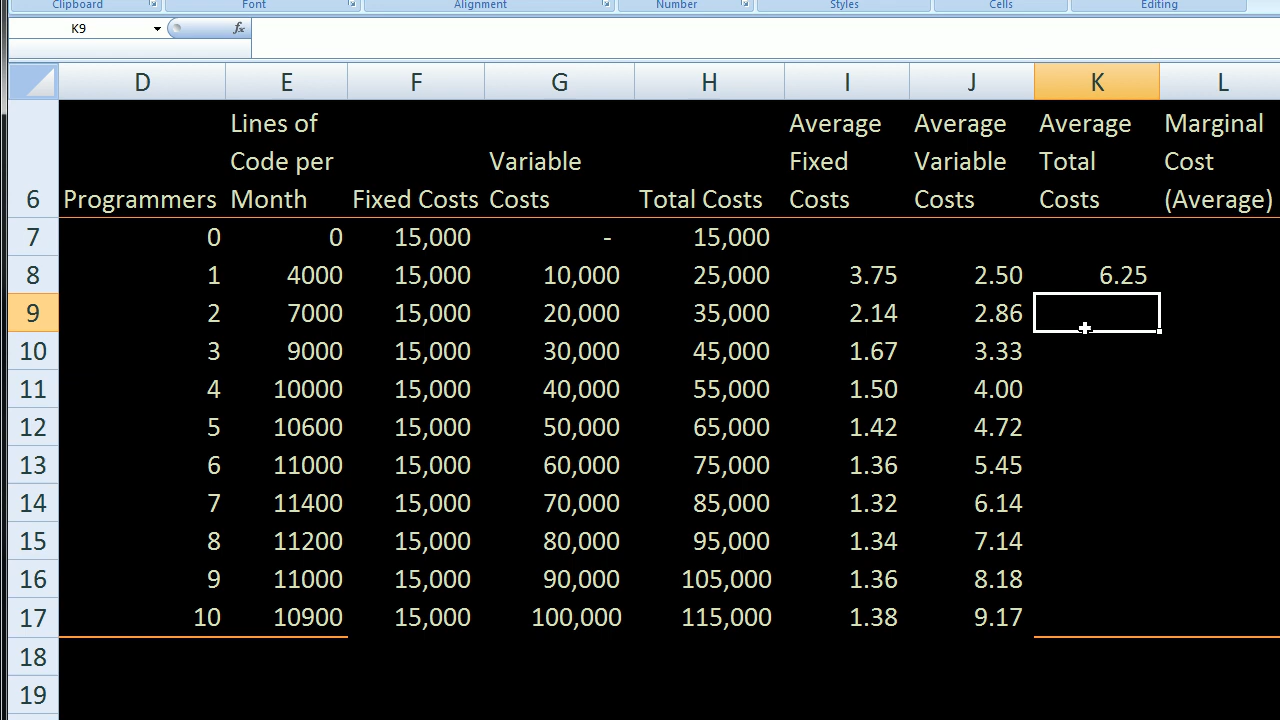 Clipboard Font Alignment Number Styles Cells Editing
K9 fx
D E F G H I J K L
Lines of Average Average Average Marginal
Code per Variable Fixed Variable Total Cost
6 Programmers Month Fixed Costs Costs Total Costs Costs Costs Costs (Average)
7 0 0 15,000 - 15,000
8 1 4000 15,000 10,000 25,000 3.75 2.50 6.25
9 2 7000 15,000 20,000 35,000 2.14 2.86
10 3 9000 15,000 30,000 45,000 1.67 3.33
11 4 10000 15,000 40,000 55,000 1.50 4.00
12 5 10600 15,000 50,000 65,000 1.42 4.72
13 6 11000 15,000 60,000 75,000 1.36 5.45
14 7 11400 15,000 70,000 85,000 1.32 6.14
15 8 11200 15,000 80,000 95,000 1.34 7.14
16 9 11000 15,000 90,000 105,000 1.36 8.18
17 10 10900 15,000 100,000 115,000 1.38 9.17
18
19